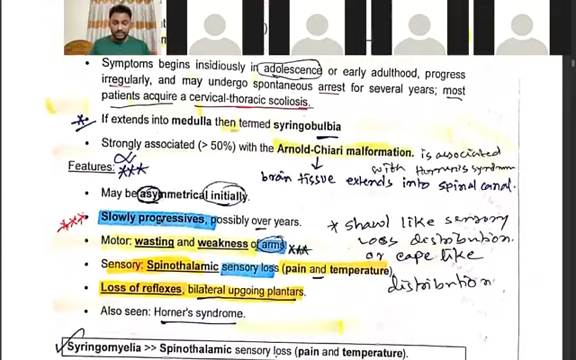 • Symptoms begins insidiously in adolescence or early adulthood, progress
irregularly, and may undergo spontaneous arrest for several years; most
patients acquire a cervical-thoracic scoliosis.
• If extends into medulla then termed syringobulbia
• Strongly associated (> 50%) with the Arnold-Chiari malformation. is associated
with Horner's syndrom
Features: ***
brain tissue extends into spinal canal.
• May be asymmetrical initially.
*** • Slowly progressives, possibly over years.
* shawl like sensory
loss distribution.
or cape like
distribution
• Motor: wasting and weakness of arms ***
• Sensory: Spinothalamic sensory loss (pain and temperature)
• Loss of reflexes, bilateral upgoing plantars.
• Also seen: Horner's syndrome.
Syringomyelia >> Spinothalamic sensory loss (pain and temperature).